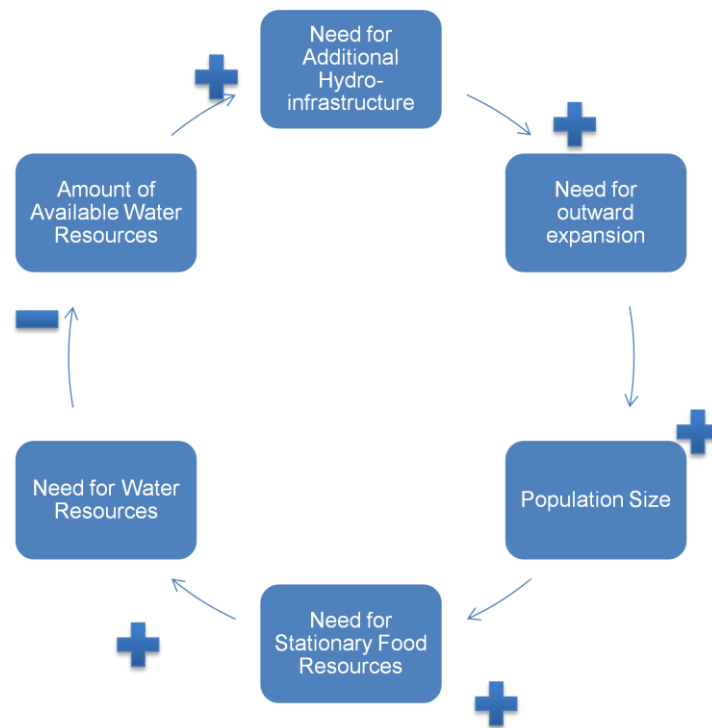 Need for
Additional
Hydro-
infrastructure
Need for
outward
expansion
Population Size
Need for
Stationary Food
Resources
Need for Water
Resources
Amount of
Available Water
Resources